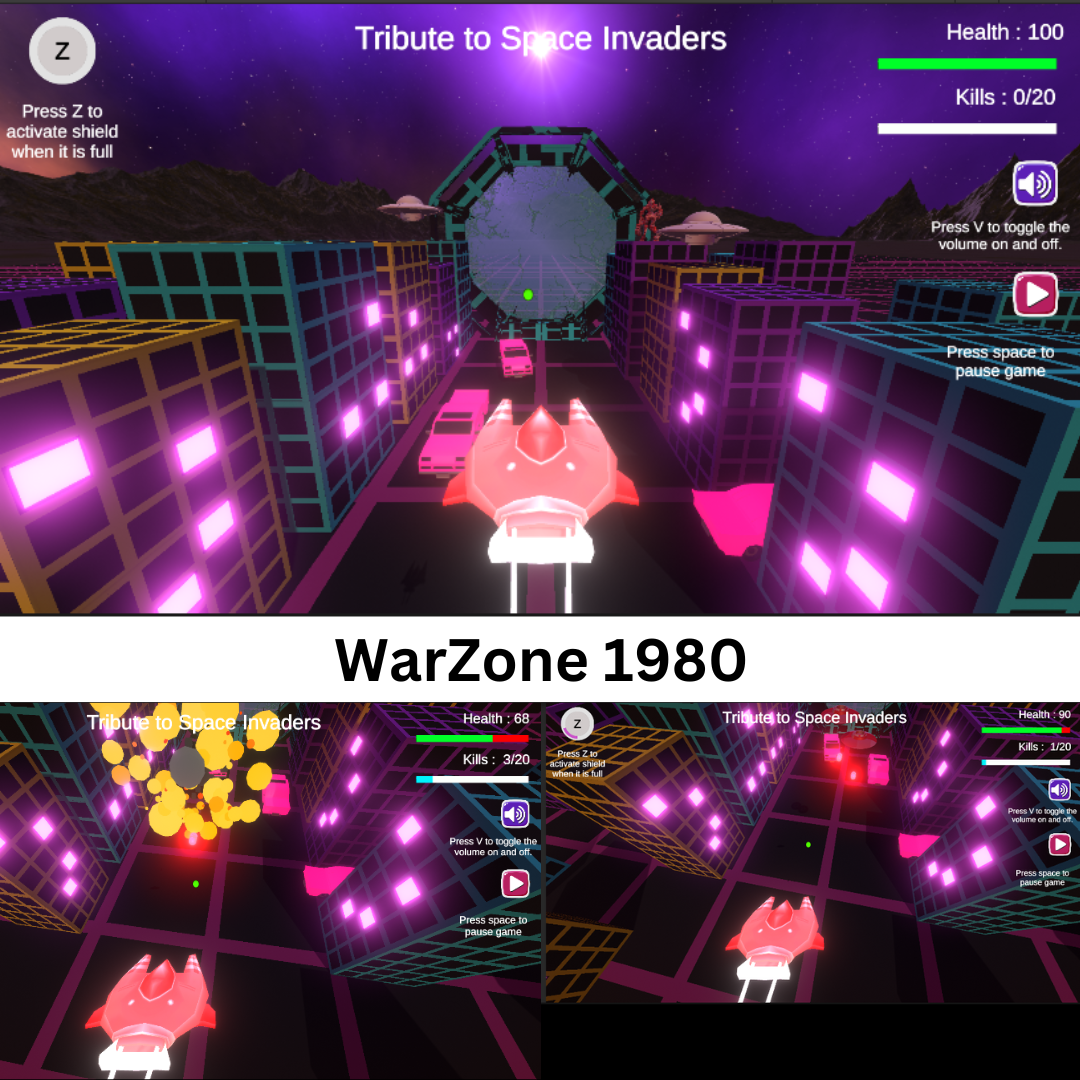 Tribute to Space Invaders
Z
Press Z to
activate shield
when it is full
Health : 100
Kills : 0/20
Press V to toggle the
volume on and off.
Press space to
pause game
WarZone 1980
Tribute to Space Invaders
Health : 68
Kills : 3/20
Press V to toggle the
volume on and off.
Press space to
pause game
Z
Press Z to
activate shield
when it is full
Tribute to Space Invaders
Health : 90
Kills : 1/20
Press V to toggle the
volume on and off.
Press space to
pause game